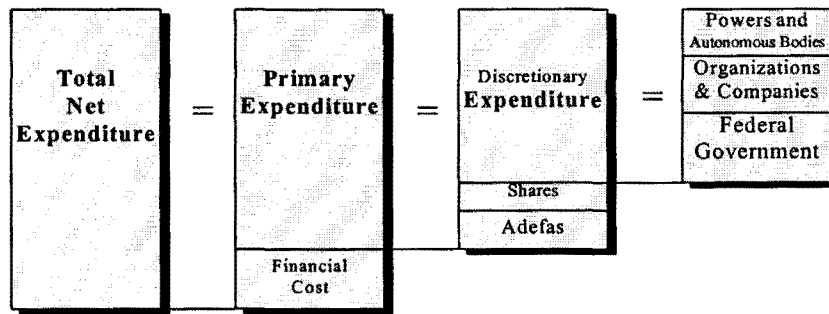 Total
Net
Expenditure
=
Primary
Expenditure
Financial
Cost
=
Discretionary
Expenditure
Shares
Adefas
=
Powers and
Autonomous Bodies
Organizations
& Companies
Federal
Government